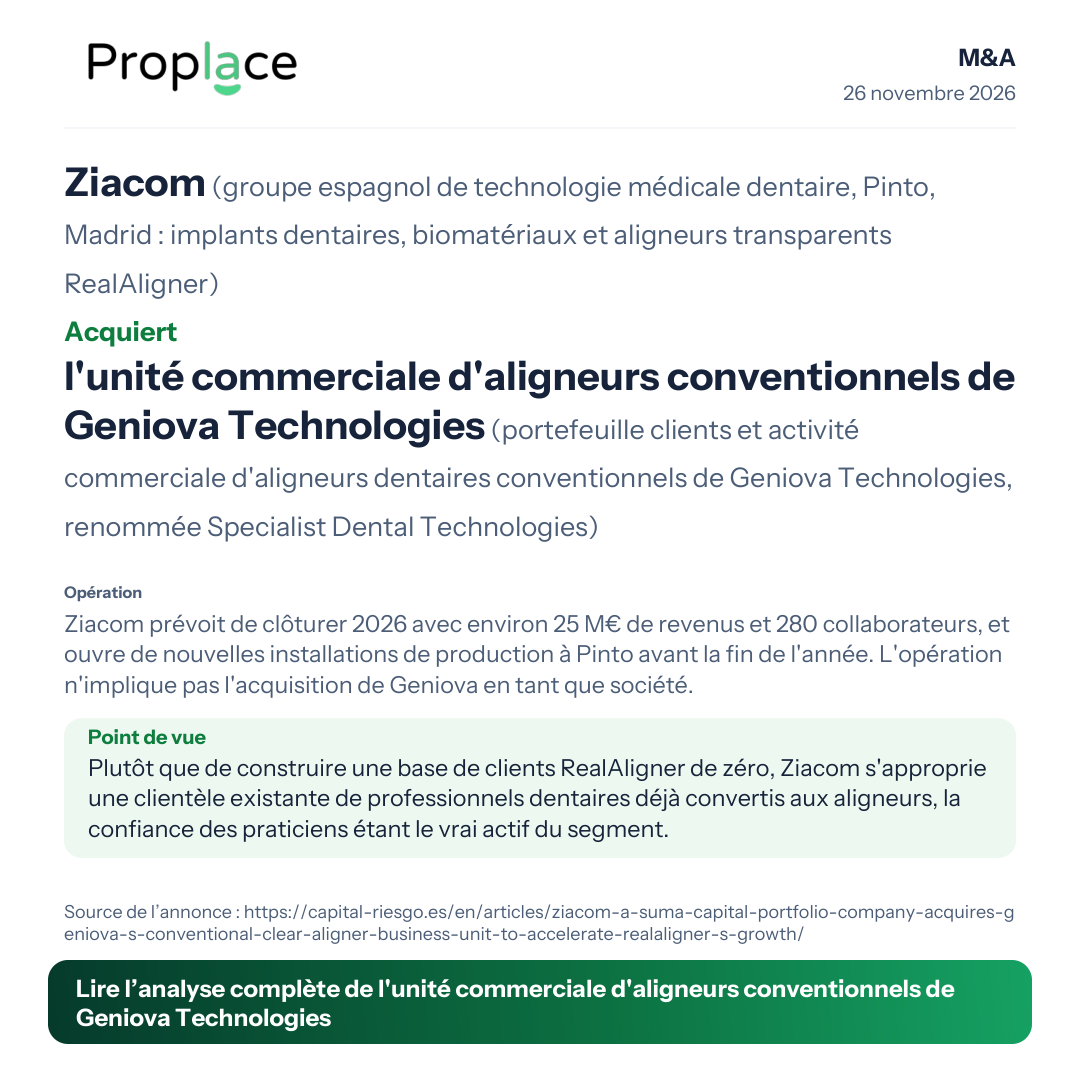 Proplace
M&A
26 novembre 2026
Ziacom (groupe espagnol de technologie médicale dentaire, Pinto,
Madrid : implants dentaires, biomatériaux et aligneurs transparents
RealAligner)
Acquiert
l'unité commerciale d'aligneurs conventionnels de
Geniova Technologies (portefeuille clients et activité
commerciale d'aligneurs dentaires conventionnels de Geniova Technologies,
renommée Specialist Dental Technologies)
Opération
Ziacom prévoit de clôturer 2026 avec environ 25 M€ de revenus et 280 collaborateurs, et
ouvre de nouvelles installations de production à Pinto avant la fin de l'année. L'opération
n'implique pas l'acquisition de Geniova en tant que société.
Point de vue
Plutôt que de construire une base de clients RealAligner de zéro, Ziacom s'approprie
une clientèle existante de professionnels dentaires déjà convertis aux aligneurs, la
confiance des praticiens étant le vrai actif du segment.
Source de l’annonce : https://capital-riesgo.es/en/articles/ziacom-a-suma-capital-portfolio-company-acquires-g
eniova-s-conventional-clear-aligner-business-unit-to-accelerate-realaligner-s-growth/
Lire l’analyse complète de l'unité commerciale d'aligneurs conventionnels de
Geniova Technologies